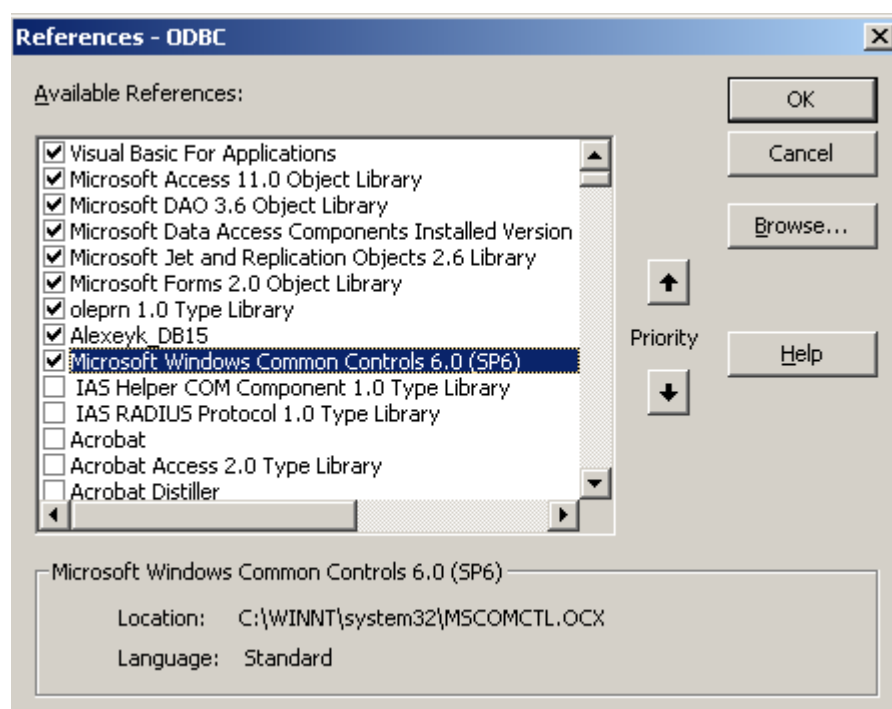 References - ODBC
Available References:
OK
Cancel
Browse...
Priority
Help
Visual Basic For Applications
Microsoft Access 11.0 Object Library
Microsoft DAO 3.6 Object Library
Microsoft Data Access Components Installed Version
Microsoft Jet and Replication Objects 2.6 Library
Microsoft Forms 2.0 Object Library
oleprn 1.0 Type Library
Alexeyk_DB15
Microsoft Windows Common Controls 6.0 (SP6)
IAS Helper COM Component 1.0 Type Library
IAS RADIUS Protocol 1.0 Type Library
Acrobat
Acrobat Access 2.0 Type Library
Acrobat Distiller
Microsoft Windows Common Controls 6.0 (SP6)
Location: C:\WINNT\system32\MSCOMCTL.OCX
Language: Standard